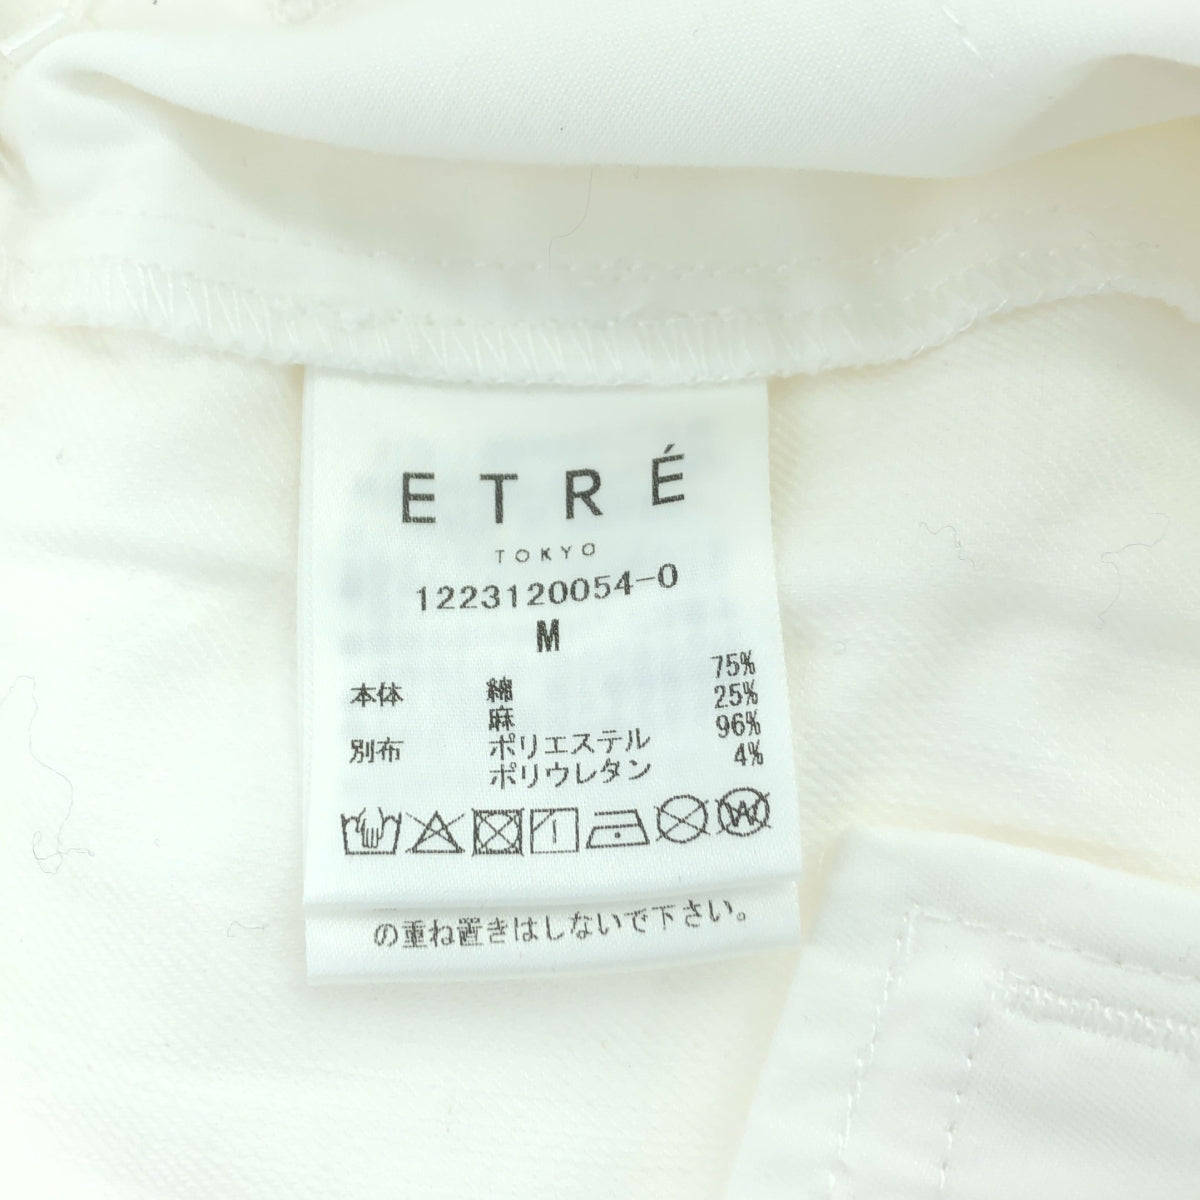 ETRÉ
TOKYO
1223120054-0
M
本体 綿 75%
麻 25%
別布 ポリエステル 96%
ポリウレタン 4%
の重ね置きはしないで下さい。